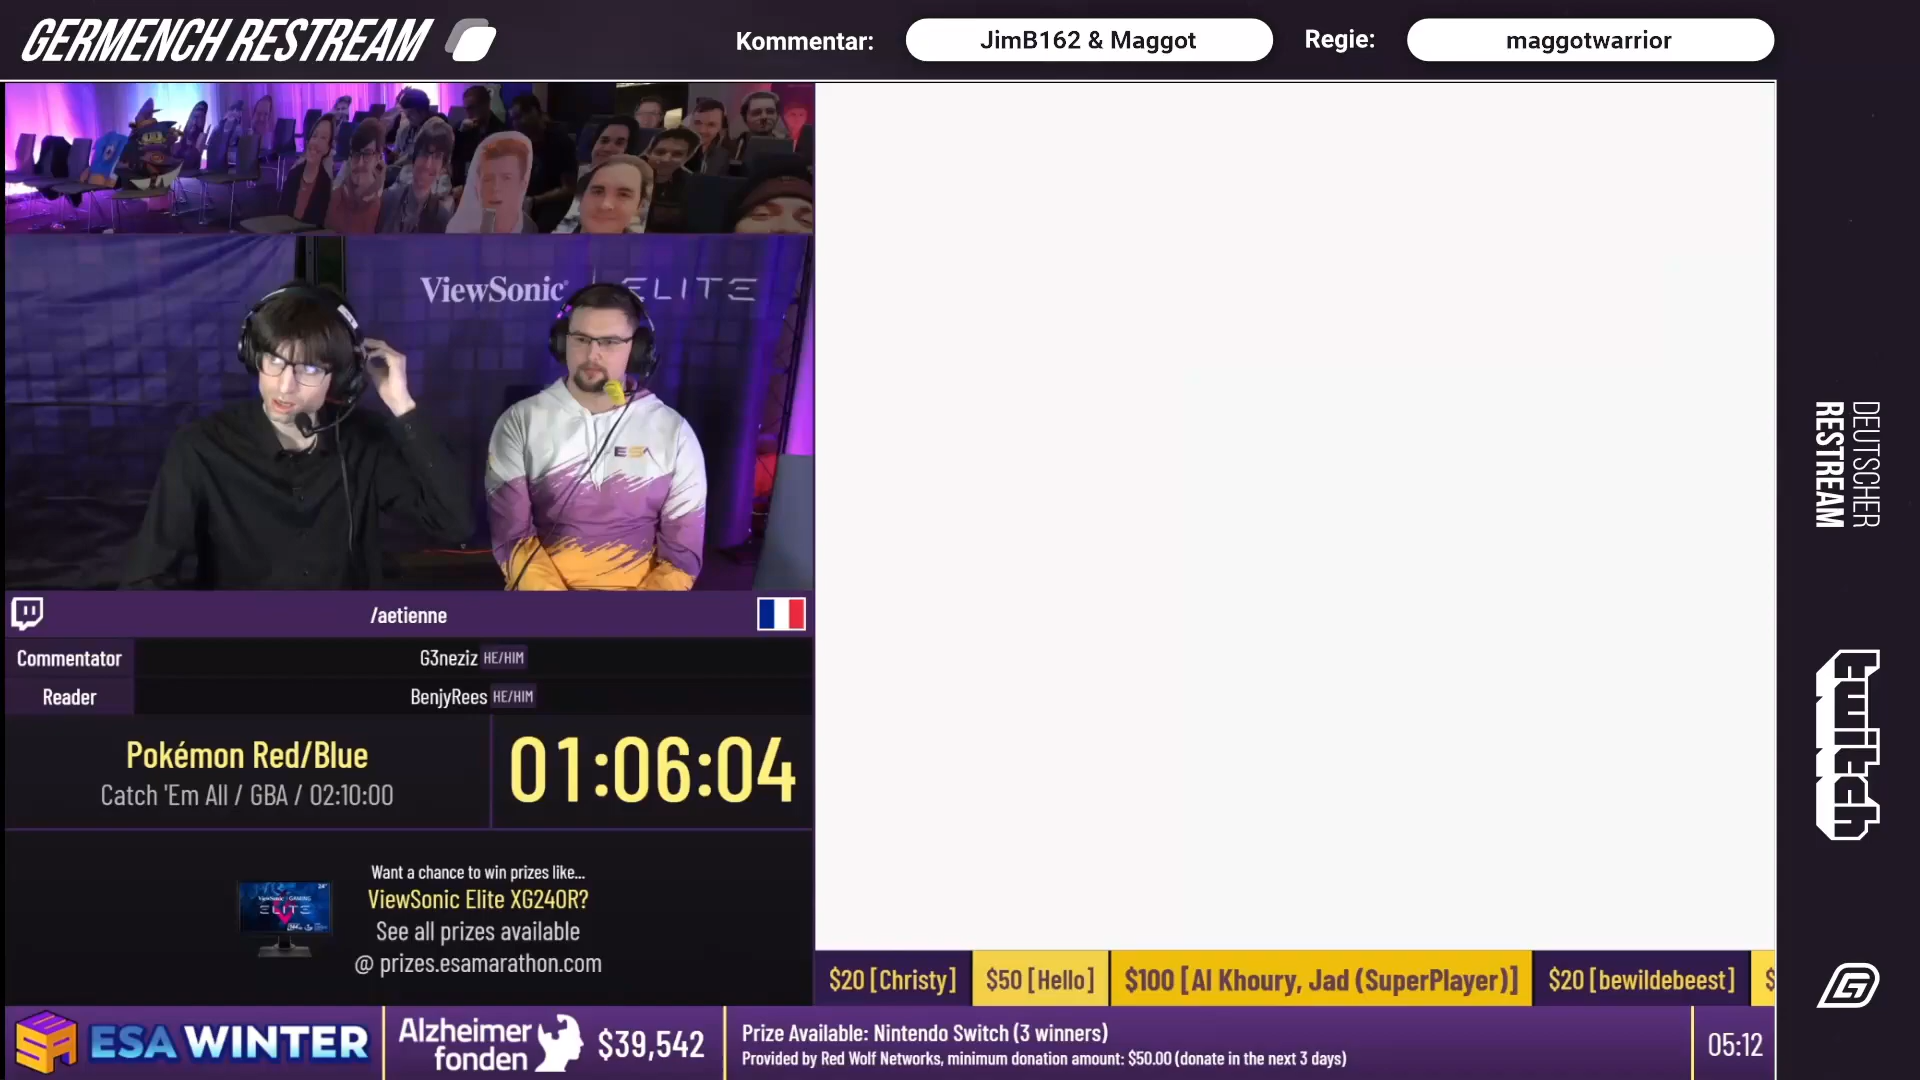 GERMENCH RESTREAM
Kommentar:
JimB162 & Maggot
Regie:
maggotwarrior
ViewSonic ELITE
ESA
/aetienne
Commentator
G3neziz HE/HIM
Reader
BenjyRees HE/HIM
Pokémon Red/Blue
Catch 'Em All / GBA / 02:10:00
01:06:04
Want a chance to win prizes like...
ViewSonic Elite XG240R?
See all prizes available
@ prizes.esamarathon.com
ELITE
$20 [Christy]
$50 [Hello]
$100 [Al Khoury, Jad (SuperPlayer)]
$20 [bewildebeest]
$
ESA WINTER
Alzheimer
fonden
$39,542
Prize Available: Nintendo Switch (3 winners)
Provided by Red Wolf Networks, minimum donation amount: $50.00 (donate in the next 3 days)
05:12
DEUTSCHER
RESTREAM
twitch